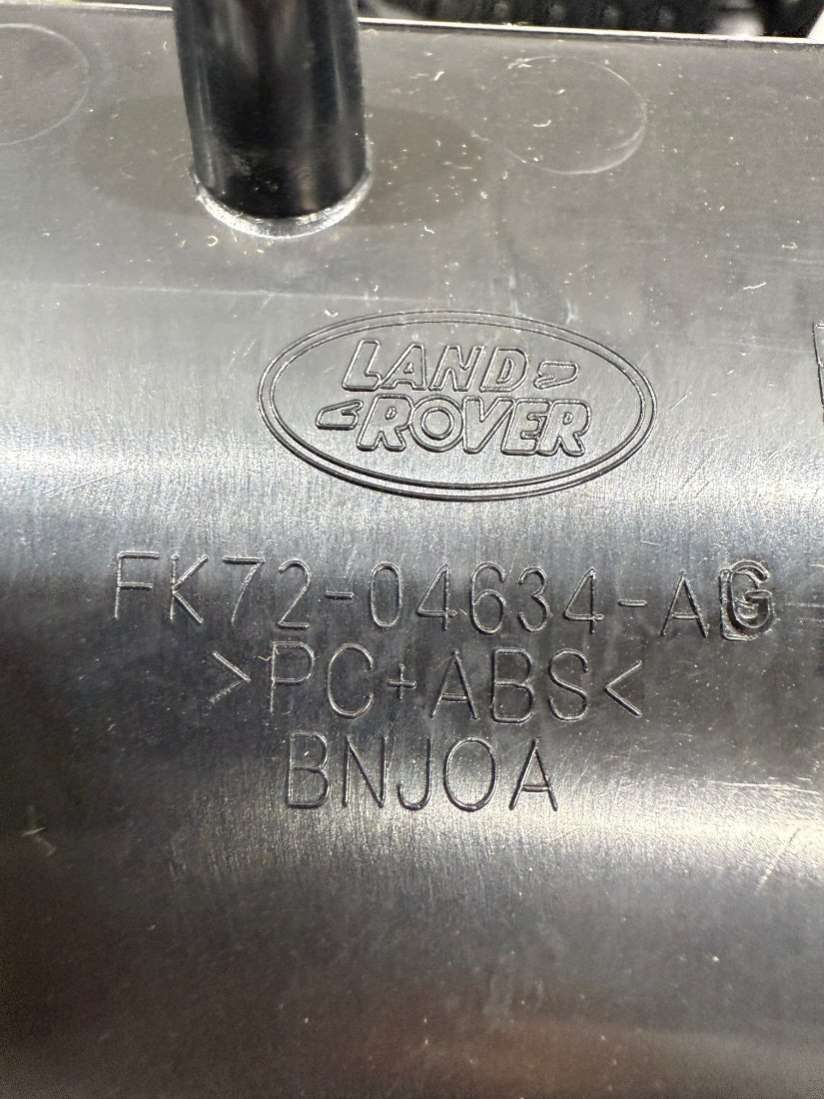 LAND
ROVER
FK72-04634-AG
>PC+ABS<
BNJOA